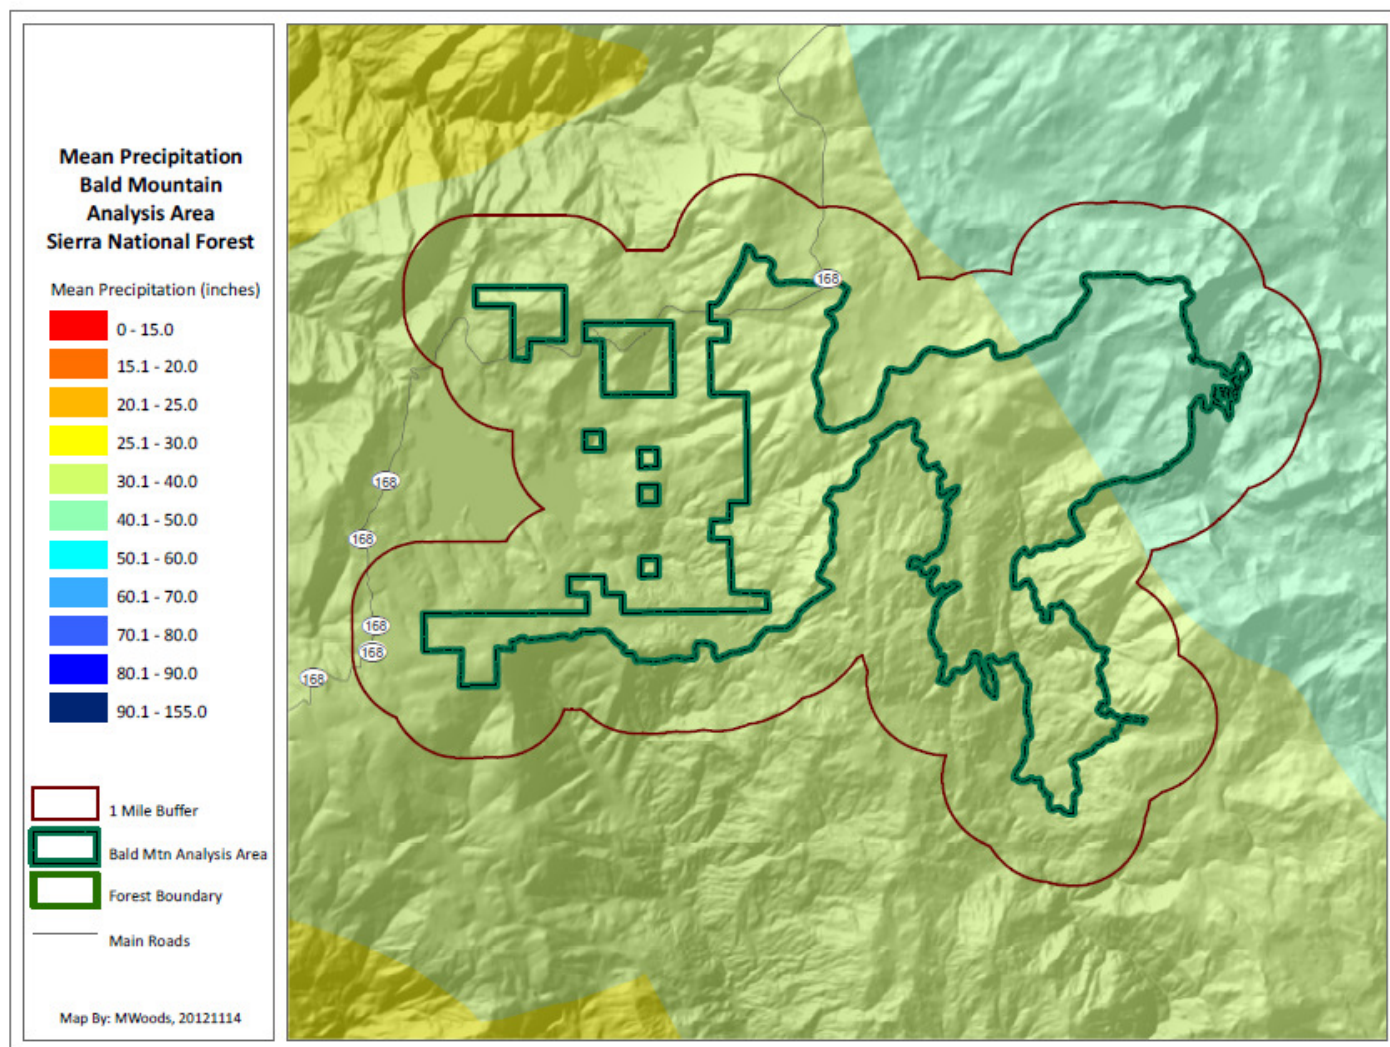 Mean Precipitation
Bald Mountain
Analysis Area
Sierra National Forest
Mean Precipitation (inches)
0 - 15.0
15.1 - 20.0
20.1 - 25.0
25.1 - 30.0
30.1 - 40.0
40.1 - 50.0
50.1 - 60.0
60.1 - 70.0
70.1 - 80.0
80.1 - 90.0
90.1 - 155.0
1 Mile Buffer
Bald Mtn Analysis Area
Forest Boundary
Main Roads
Map By: MWoods, 20121114
168
168
168
168
168
168